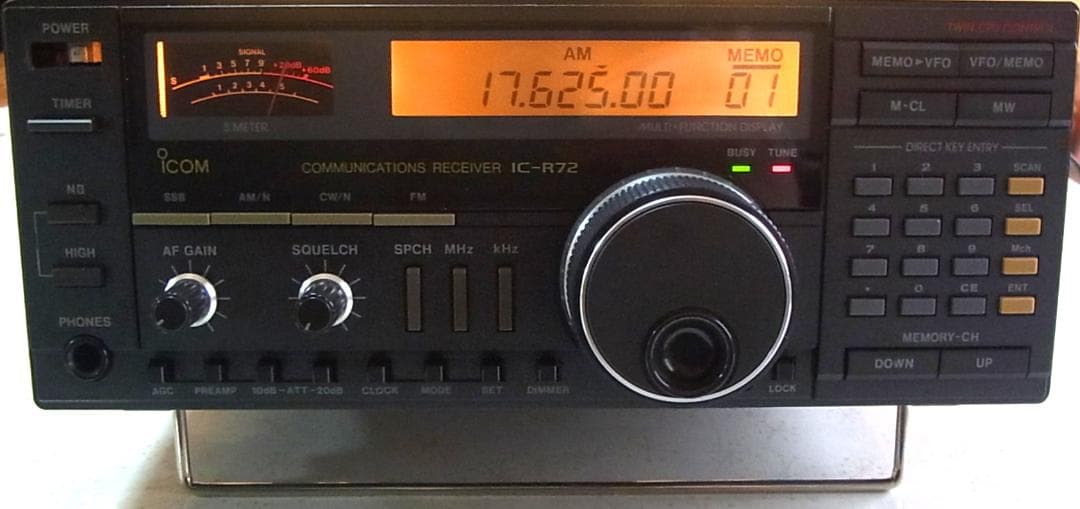 POWER
TWIN CPU CONTROL
SIGNAL
1 3 5 7 9 +20dB +60dB
S
1 2 3 4 5
S METER
AM
MEMO
17.625.00 01
MULTI-FUNCTION DISPLAY
MEMO▸VFO VFO/MEMO
TIMER
M-CL MW
ICOM COMMUNICATIONS RECEIVER IC-R72
BUSY TUNE
DIRECT KEY ENTRY
1 2 3 SCAN
4 5 6 SEL
7 8 9 Mch
• 0 CE ENT
NB
SSB AM/N CW/N FM
HIGH
AF GAIN SQUELCH SPCH MHz kHz
PHONES
MEMORY-CH
DOWN UP
AGC PREAMP 10dB-ATT-20dB CLOCK MODE SET DIMMER LOCK